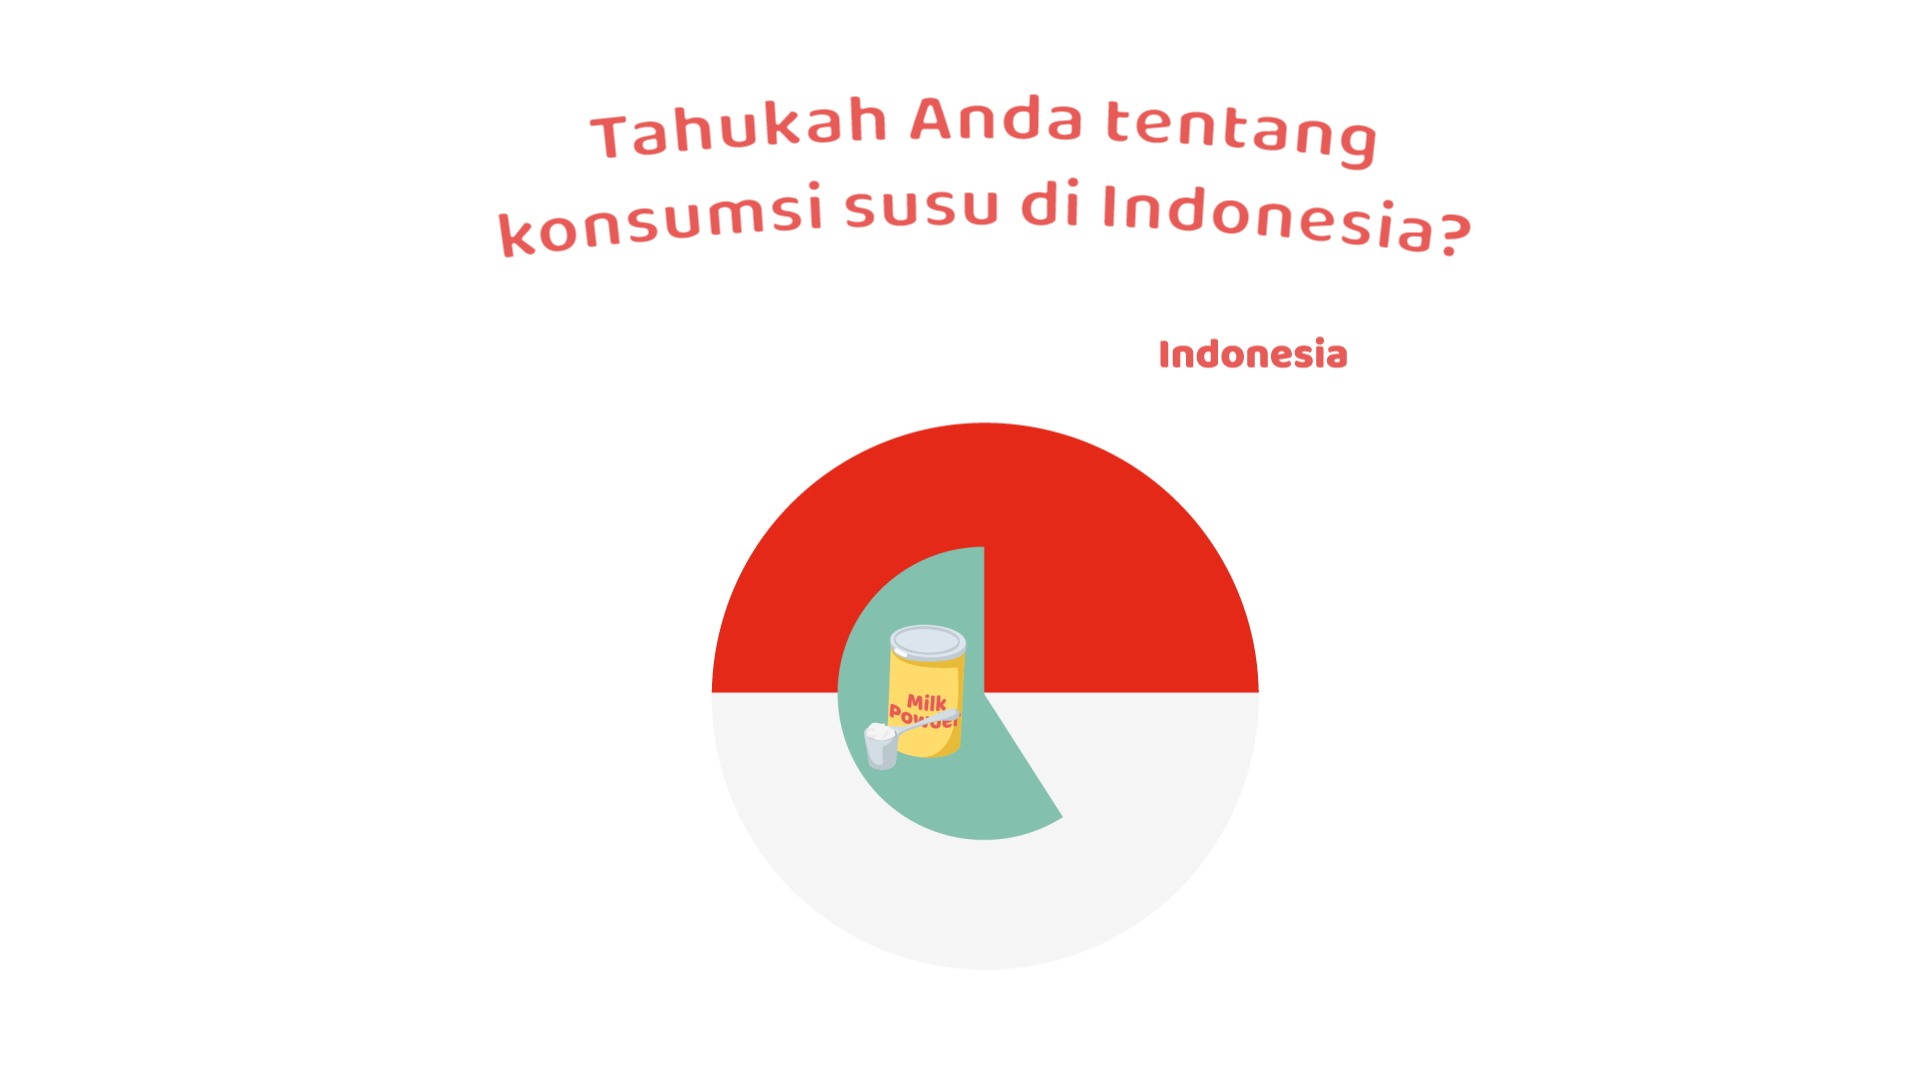 Tahukah Anda tentang
konsumsi susu di Indonesia?
Indonesia
Milk
Powder